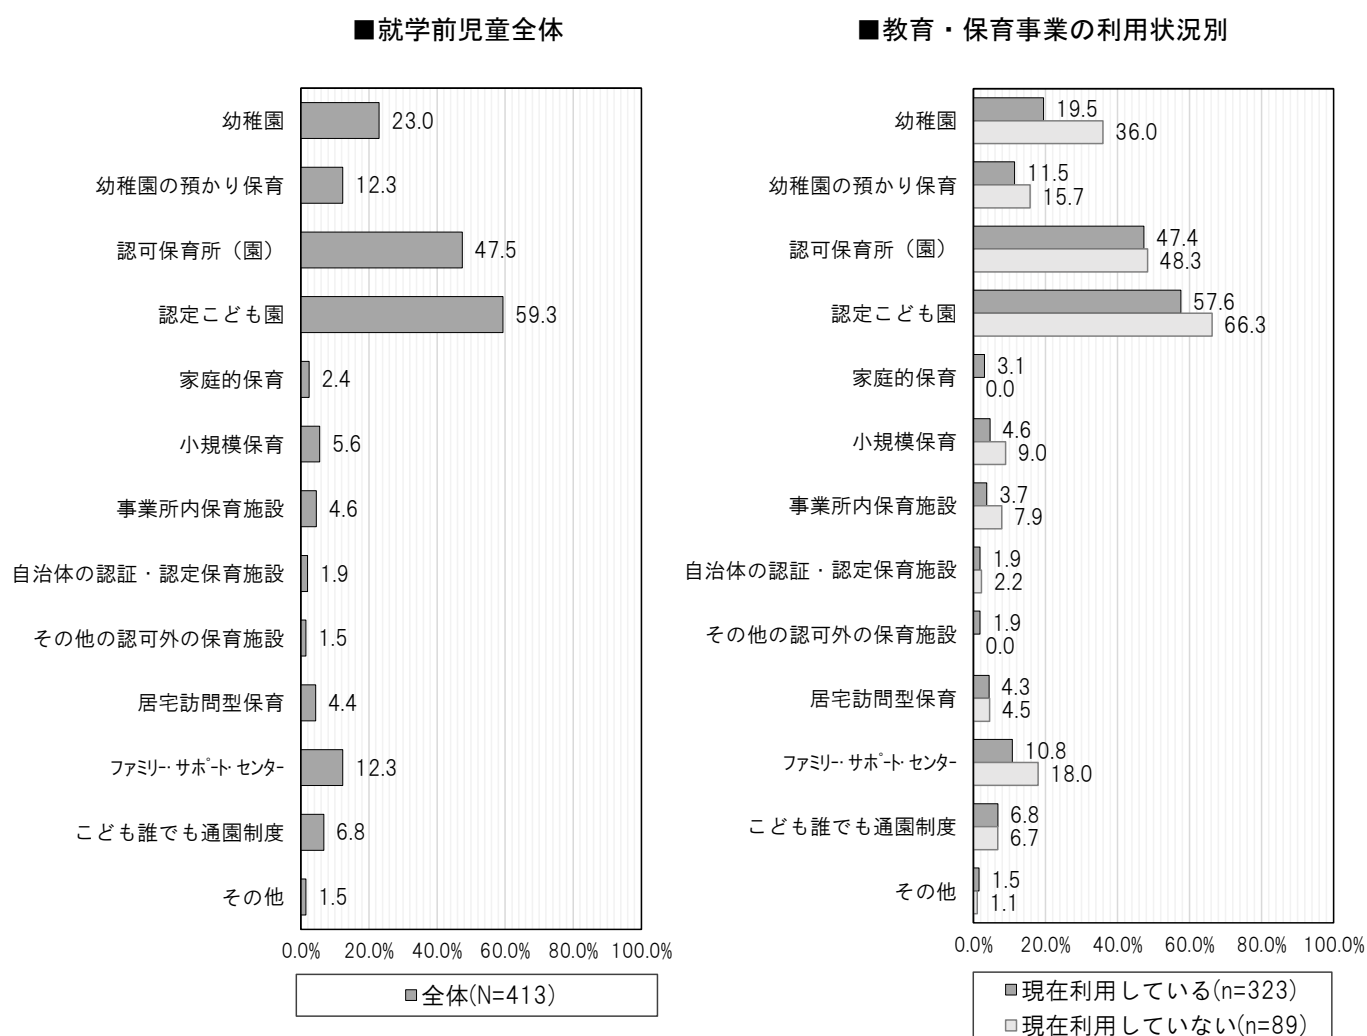 ■就学前児童全体
幼稚園 23.0
幼稚園の預かり保育 12.3
認可保育所（園） 47.5
認定こども園 59.3
家庭的保育 2.4
小規模保育 5.6
事業所内保育施設 4.6
自治体の認証・認定保育施設 1.9
その他の認可外の保育施設 1.5
居宅訪問型保育 4.4
ファミリー・サポート・センター 12.3
こども誰でも通園制度 6.8
その他 1.5
0.0% 20.0% 40.0% 60.0% 80.0% 100.0%
全体(N=413)
■教育・保育事業の利用状況別
幼稚園 19.5
36.0
幼稚園の預かり保育 11.5
15.7
認可保育所（園） 47.4
48.3
認定こども園 57.6
66.3
家庭的保育 3.1
0.0
小規模保育 4.6
9.0
事業所内保育施設 3.7
7.9
自治体の認証・認定保育施設 1.9
2.2
その他の認可外の保育施設 1.9
0.0
居宅訪問型保育 4.3
4.5
ファミリー・サポート・センター 10.8
18.0
こども誰でも通園制度 6.8
6.7
その他 1.5
1.1
0.0% 20.0% 40.0% 60.0% 80.0% 100.0%
現在利用している(n=323)
現在利用していない(n=89)